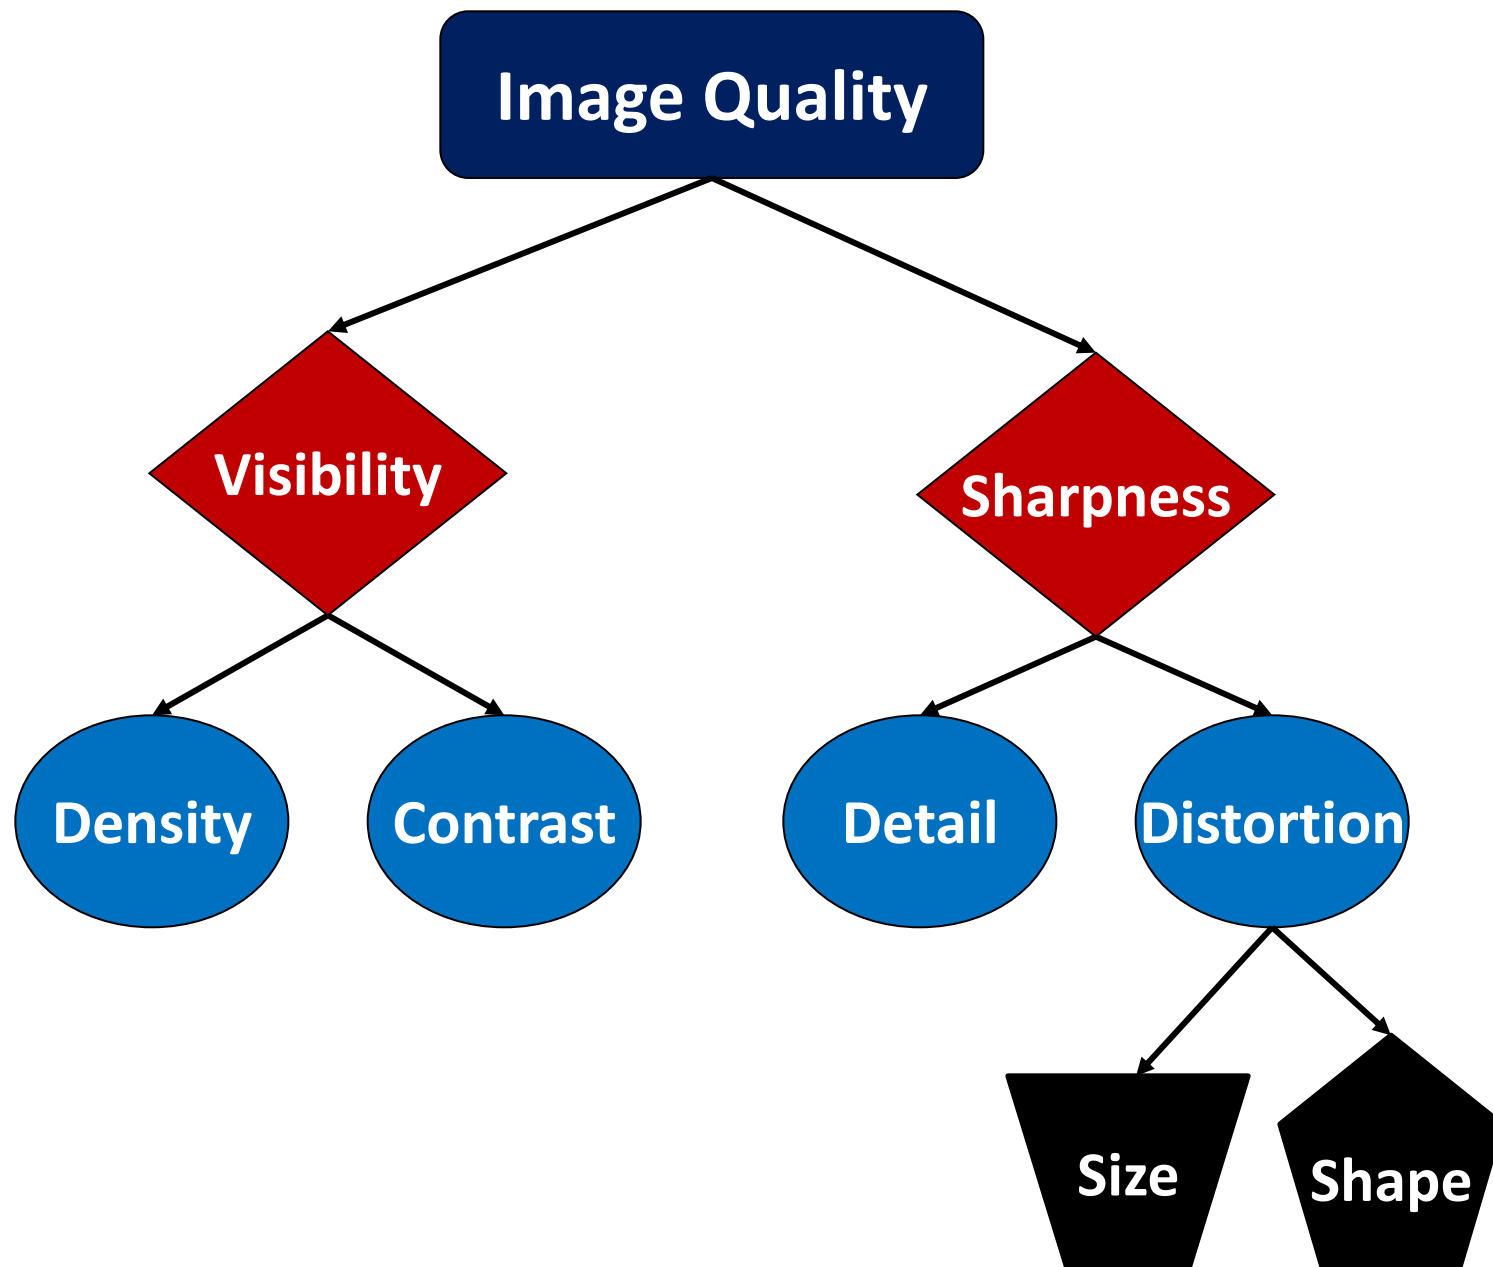 Image Quality
Visibility
Sharpness
Density
Contrast
Detail
Distortion
Size
Shape